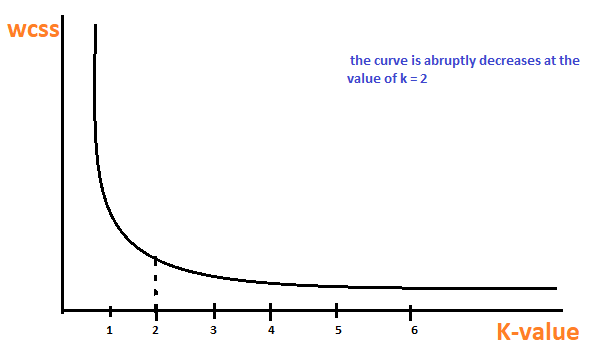 wcss
the curve is abruptly decreases at the
value of k = 2
1 2 3 4 5 6
K-value